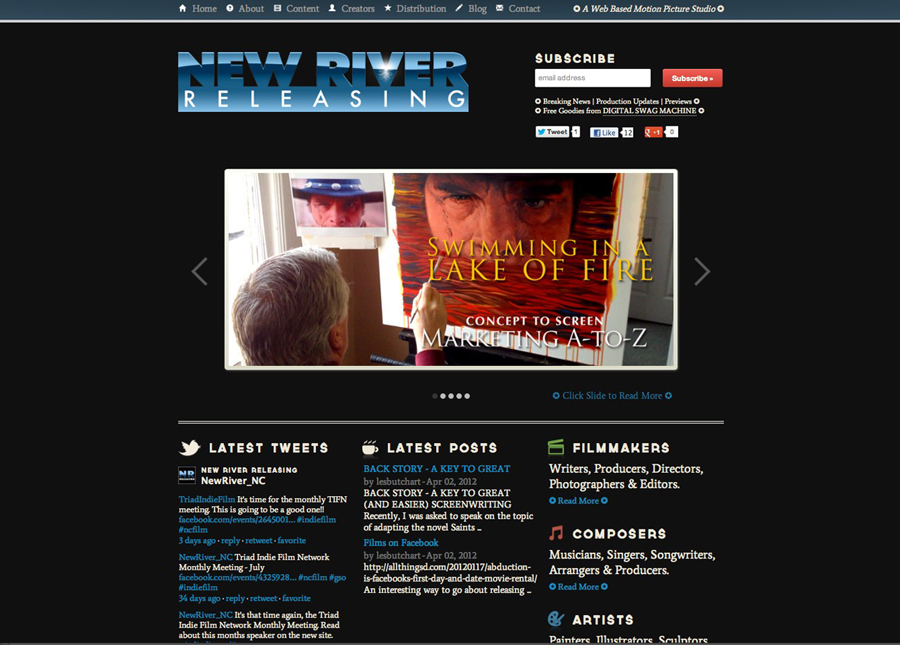 Home About Content Creators Distribution Blog Contact A Web Based Motion Picture Studio
NEW RIVER
RELEASING
SUBSCRIBE
email address Subscribe »
Breaking News | Production Updates | Previews
Free Goodies from DIGITAL SWAG MACHINE
Tweet 1 Like 12 +1 0
SWIMMING IN A
LAKE OF FIRE
CONCEPT TO SCREEN
MARKETING A-TO-Z
Click Slide to Read More
LATEST TWEETS
NEW RIVER RELEASING
NewRiver_NC
TriadIndieFilm It's time for the monthly TIFN
meeting. This is going to be a good one!!
facebook.com/events/2645001... #indiefilm
#ncfilm
3 days ago · reply · retweet · favorite
NewRiver_NC Triad Indie Film Network
Monthly Meeting - July
facebook.com/events/4325928... #ncfilm #gso
#indiefilm
34 days ago · reply · retweet · favorite
NewRiver_NC It's that time again, the Triad
Indie Film Network Monthly Meeting. Read
about this months speaker on the new site.
LATEST POSTS
BACK STORY - A KEY TO GREAT
by lesbutchart - Apr 02, 2012
BACK STORY - A KEY TO GREAT
(AND EASIER) SCREENWRITING
Recently, I was asked to speak on the topic
of adapting the novel Saints ...
Films on Facebook
by lesbutchart - Apr 02, 2012
http://allthingsd.com/20120117/abduction-
is-facebooks-first-day-and-date-movie-rental/
An interesting way to go about releasing ...
FILMMAKERS
Writers, Producers, Directors,
Photographers & Editors.
Read More
COMPOSERS
Musicians, Singers, Songwriters,
Arrangers & Producers.
Read More
ARTISTS
Painters, Illustrators, Sculptors,